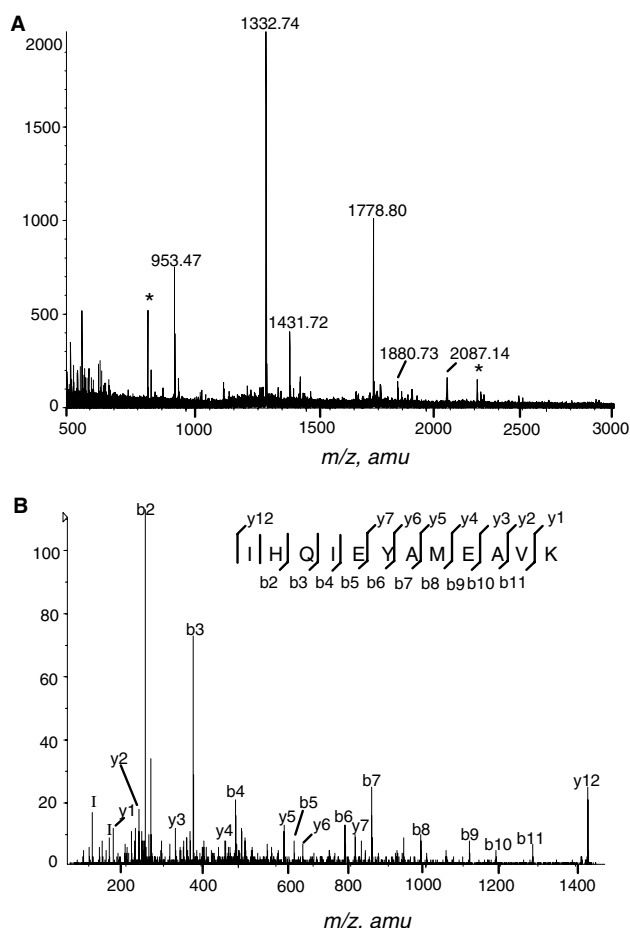 A
2000
1500
1000
500
0
1332.74
1778.80
953.47
*
1431.72
1880.73 2087.14
*
500 1000 1500 2000 2500 3000
m/z, amu
B
100
80
60
40
20
0
b2
b3
y12 y7 y6 y5 y4 y3 y2 y1
I H Q I E Y A M E A V K
b2 b3 b4 b5 b6 b7 b8 b9 b10 b11
y2
I
I
y1
y3
y4
b4
y5
b5
y6
b6
y7
b7
b8
b9
b10
b11
y12
200 400 600 800 1000 1200 1400
m/z, amu